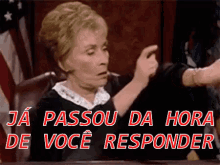 JÁ PASSOU DA HORA
DE VOCÊ RESPONDER